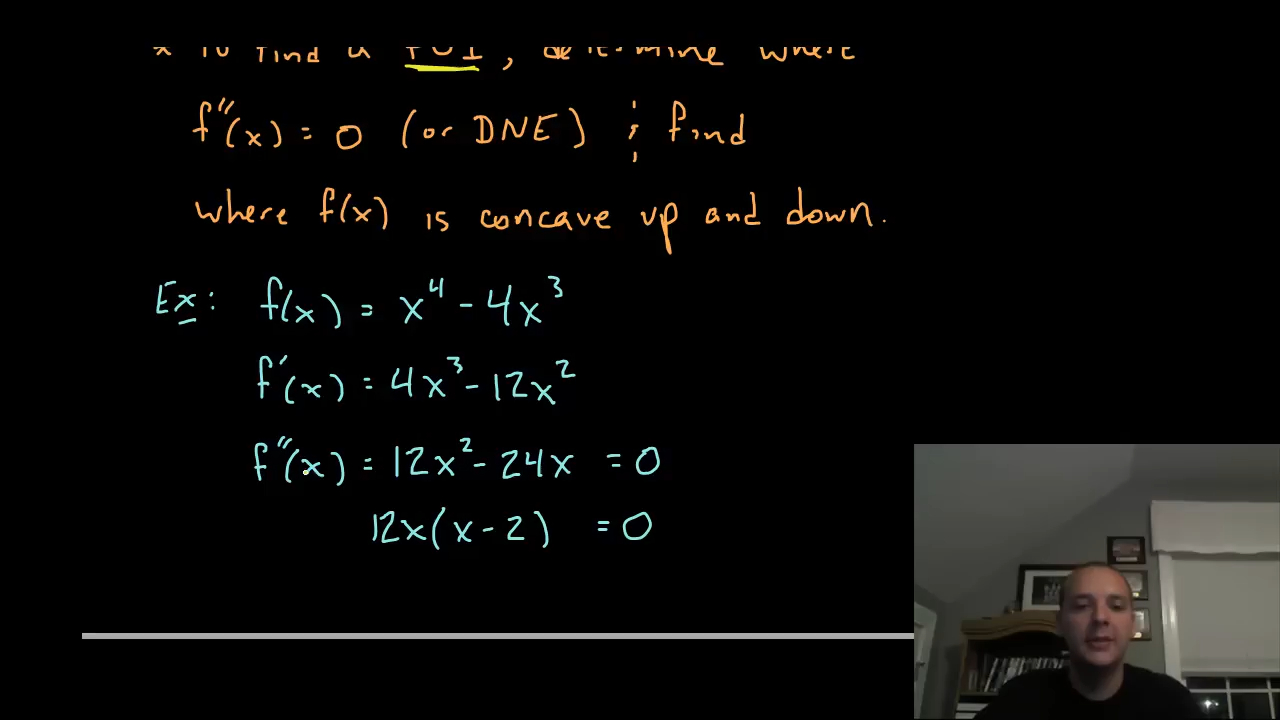 * To find a POI, determine where
f''(x) = 0 (or DNE) & find
where f(x) is concave up and down.
Ex: f(x) = x⁴ - 4x³
f'(x) = 4x³ - 12x²
f''(x) = 12x² - 24x = 0
12x(x - 2) = 0